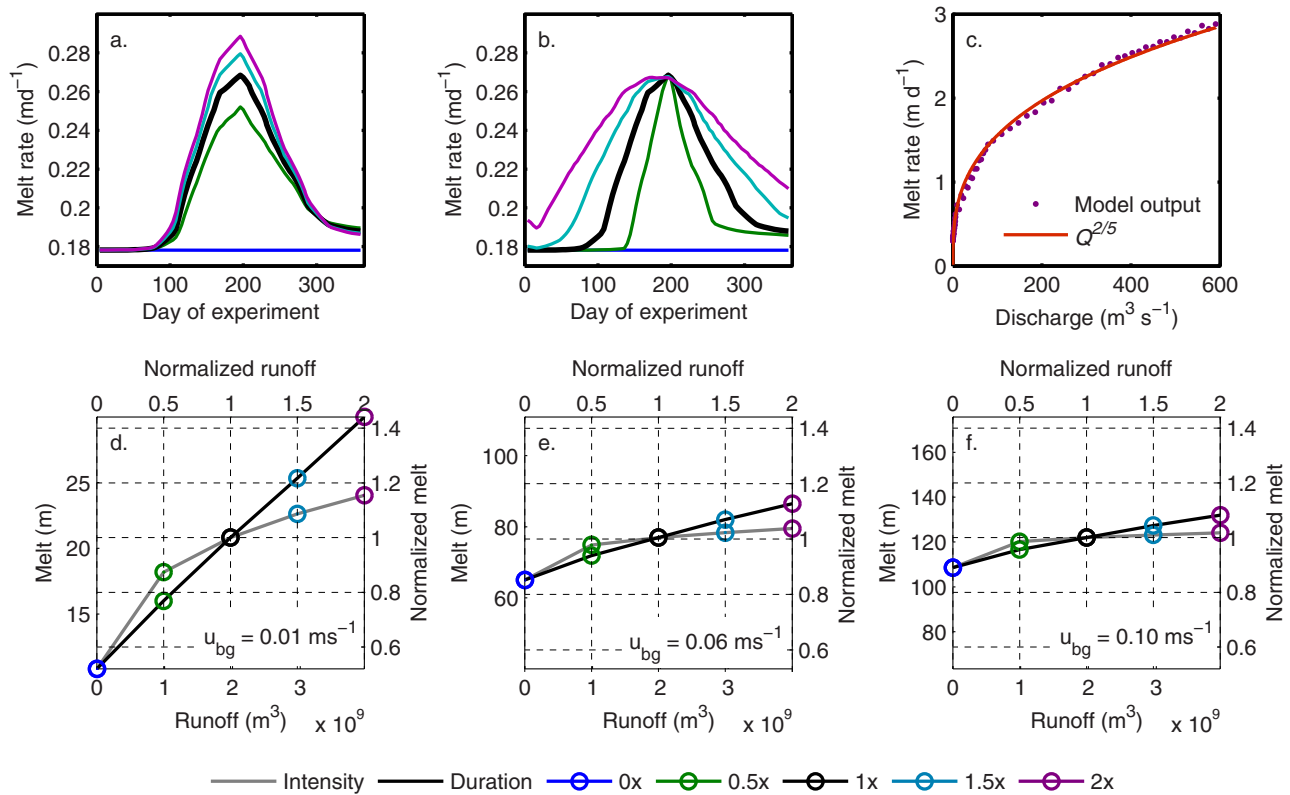 a.
Melt rate (md⁻¹)
0.28
0.26
0.24
0.22
0.2
0.18
0 100 200 300
Day of experiment
b.
Melt rate (md⁻¹)
0.28
0.26
0.24
0.22
0.2
0.18
0 100 200 300
Day of experiment
c.
Melt rate (m d⁻¹)
3
2
1
0
Model output
Q^2/5
0 200 400 600
Discharge (m³ s⁻¹)
Normalized runoff
0 0.5 1 1.5 2
d.
Melt (m)
25
20
15
1.4
1.2
1
0.8
0.6
Normalized melt
u_bg = 0.01 ms⁻¹
0 1 2 3
Runoff (m³) x 10⁹
Normalized runoff
0 0.5 1 1.5 2
e.
Melt (m)
100
80
60
1.4
1.2
1
0.8
0.6
Normalized melt
u_bg = 0.06 ms⁻¹
0 1 2 3
Runoff (m³) x 10⁹
Normalized runoff
0 0.5 1 1.5 2
f.
Melt (m)
160
140
120
100
80
1.4
1.2
1
0.8
0.6
Normalized melt
u_bg = 0.10 ms⁻¹
0 1 2 3
Runoff (m³) x 10⁹
Intensity Duration 0x 0.5x 1x 1.5x 2x